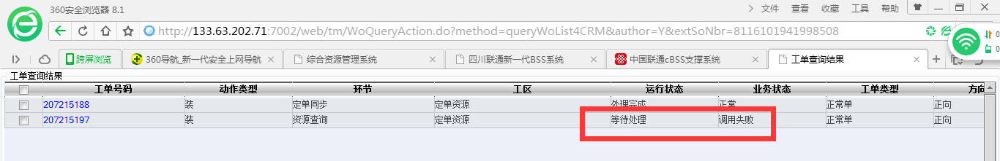 360安全浏览器 8.1
文件 查看 收藏 工具 帮助
http://133.63.202.71:7002/web/tm/WoQueryAction.do?method=queryWoList4CRM&author=Y&extSoNbr=8116101941998508
跨屏浏览 360导航_新一代安全上网导航 综合资源管理系统 四川联通新一代BSS系统 中国联通cBSS支撑系统 工单查询结果
工单查询结果
工单号码 动作类型 环节 工区 运行状态 业务状态 工单类型 方向
207215188 装 定单同步 定单资源 处理完成 正常 正常单 正向
207215197 装 资源查询 定单资源 等待处理 调用失败 正常单 正向